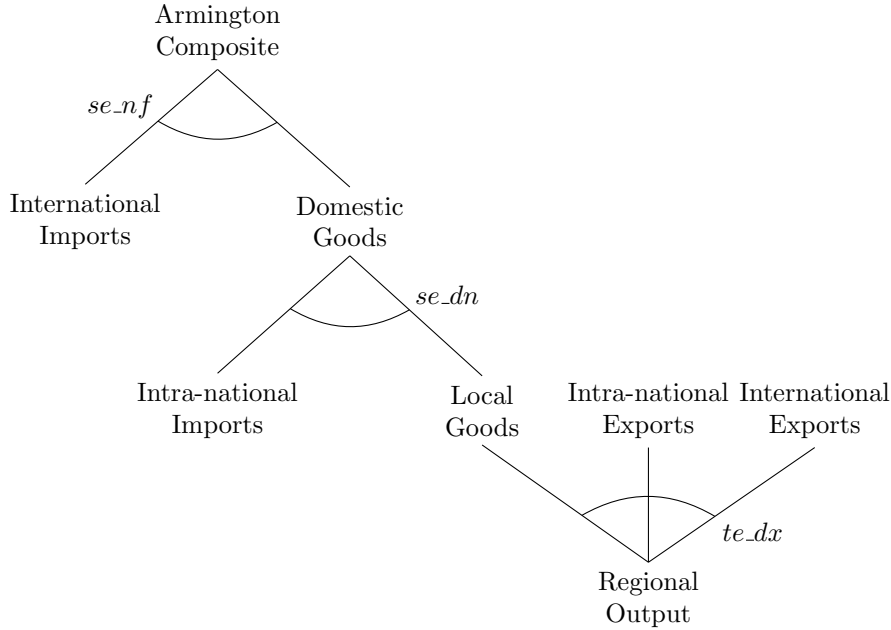 Armington
Composite
se_nf
International
Imports
Domestic
Goods
se_dn
Intra-national
Imports
Local
Goods
Intra-national
Exports
International
Exports
te_dx
Regional
Output